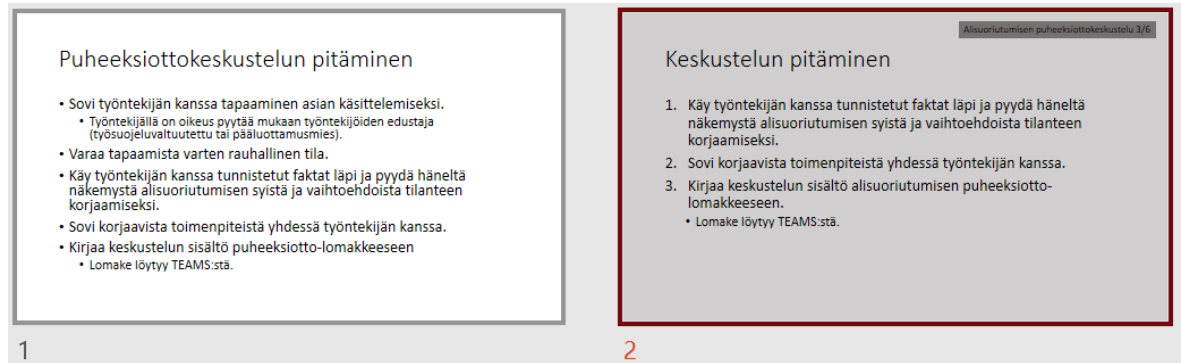 Puheeksiottokeskustelun pitäminen
• Sovi työntekijän kanssa tapaaminen asian käsittelemiseksi.
• Työntekijällä on oikeus pyytää mukaan työntekijöiden edustaja
(työsuojeluvaltuutettu tai pääluottamusmies).
• Varaa tapaamista varten rauhallinen tila.
• Käy työntekijän kanssa tunnistetut faktat läpi ja pyydä häneltä
näkemystä alisuoriutumisen syistä ja vaihtoehdoista tilanteen
korjaamiseksi.
• Sovi korjaavista toimenpiteistä yhdessä työntekijän kanssa.
• Kirjaa keskustelun sisältö puheeksiotto-lomakkeeseen
• Lomake löytyy TEAMS:stä.
1
Alisuoriutumisen puheeksiottokeskustelu 3/6
Keskustelun pitäminen
1. Käy työntekijän kanssa tunnistetut faktat läpi ja pyydä häneltä
näkemystä alisuoriutumisen syistä ja vaihtoehdoista tilanteen
korjaamiseksi.
2. Sovi korjaavista toimenpiteistä yhdessä työntekijän kanssa.
3. Kirjaa keskustelun sisältö alisuoriutumisen puheeksiotto-
lomakkeeseen.
• Lomake löytyy TEAMS:stä.
2